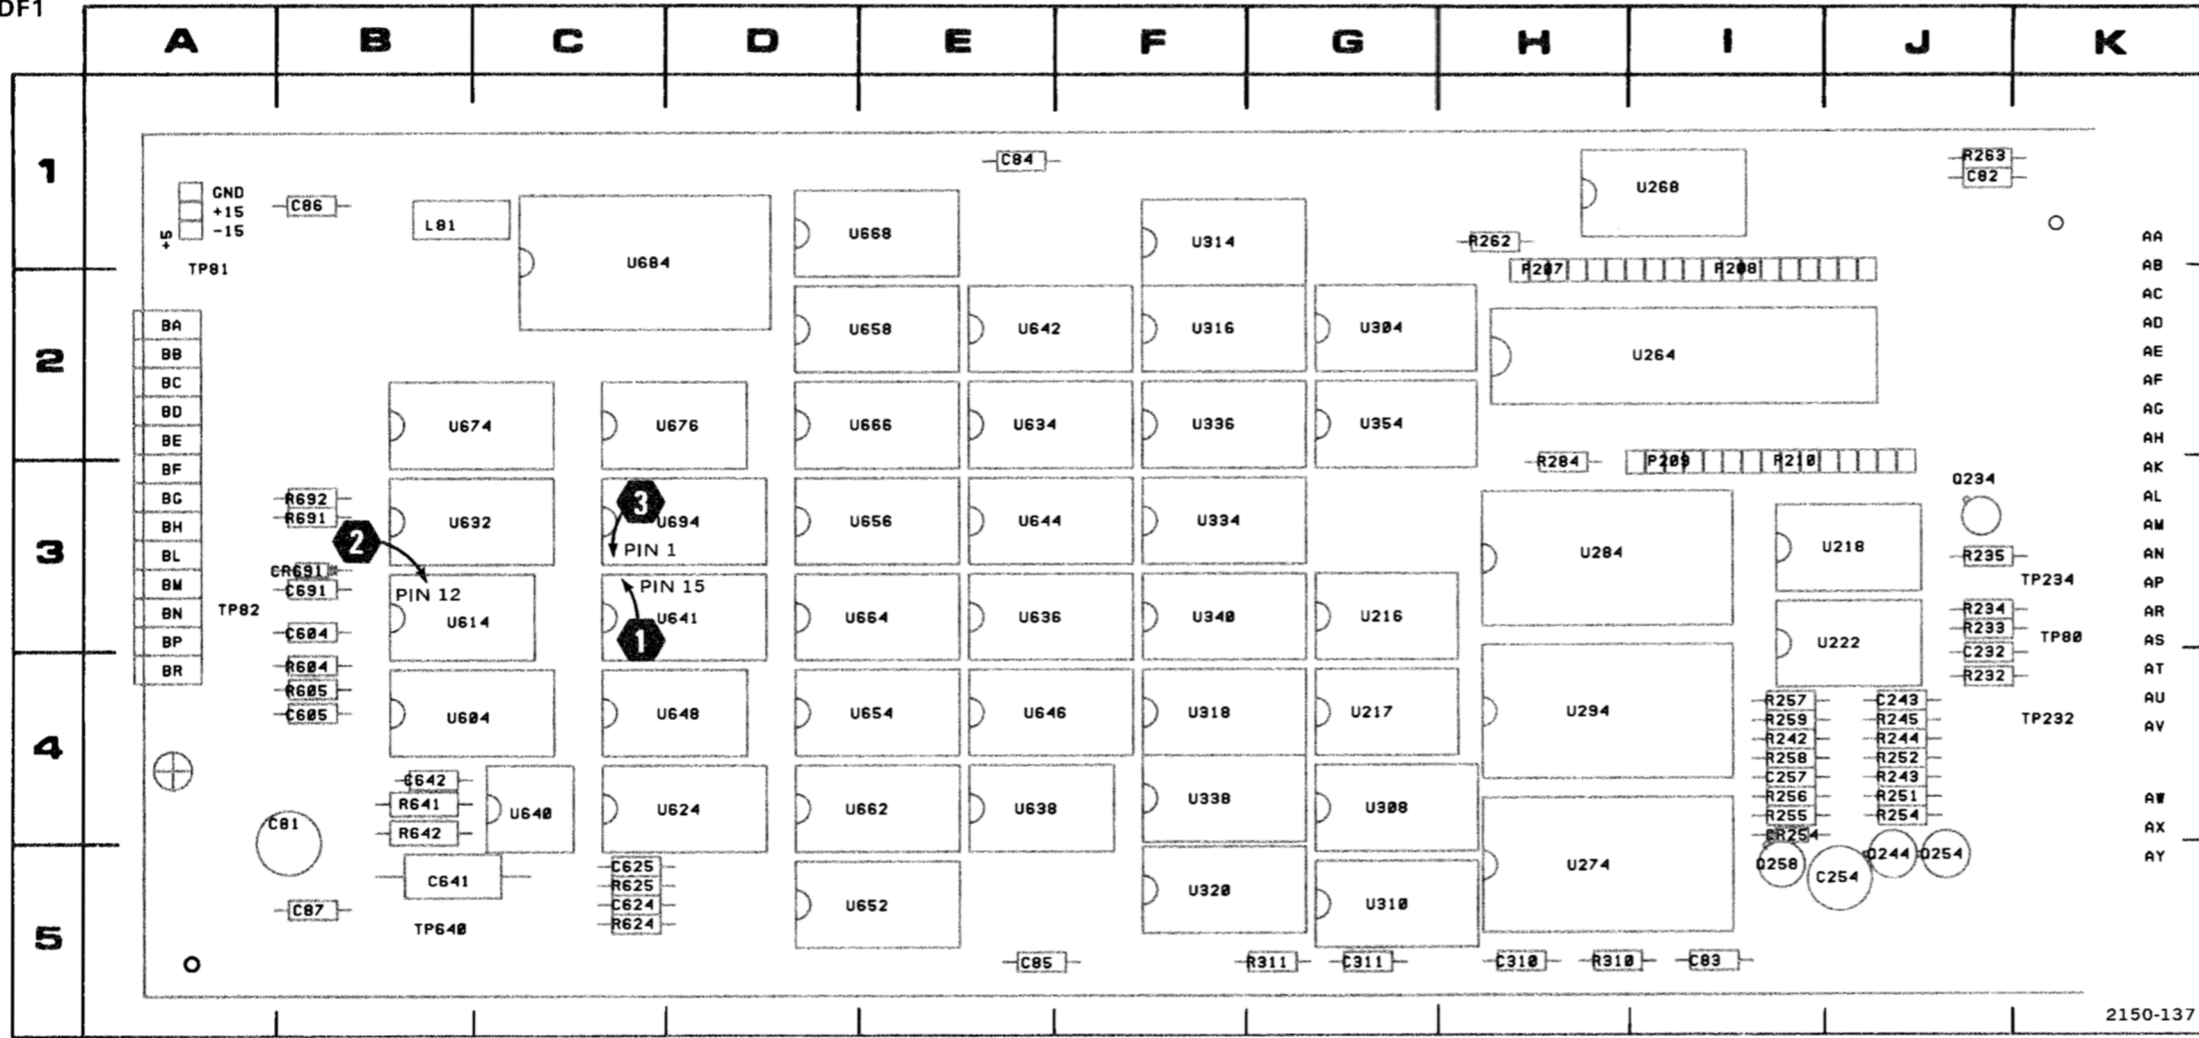 DF1
A B C D E F G H I J K
1
2
3
4
5
C84
R263
C82
U268
GND
+15
-15
+5
TP81
C86
L81
U684
U668
U314
R262
P207 P208
AA
AB
AC
AD
AE
AF
AG
AH
AK
AL
AM
AN
AP
AR
AS
AT
AU
AV
AW
AX
AY
BA
BB
BC
BD
BE
BF
BG
BH
BL
BM
BN
BP
BR
U658
U642
U316
U304
U264
U674
U676
U666
U634
U336
U354
R284
P209 P210
Q234
R692
R691
2
CR691
C691
TP82
C604
R604
R605
C605
U632
3
U694
PIN 1
U656
U644
U334
U284
U218
R235
TP234
PIN 12
U614
PIN 15
U641
1
U664
U636
U340
U216
U222
R234
R233
C232
R232
TP80
TP232
U604
U648
U654
U646
U318
U217
U294
R257
R259
R242
R258
C257
R256
R255
CR254
C243
R245
R244
R252
R243
R251
R254
C642
R641
R642
C81
U640
U624
U662
U638
U338
U308
U274
Q258
C254
Q244
Q254
C641
C625
R625
C624
R624
C87
TP640
U652
U320
U310
C85
R311
C311
C310
R310
C83
2150-137